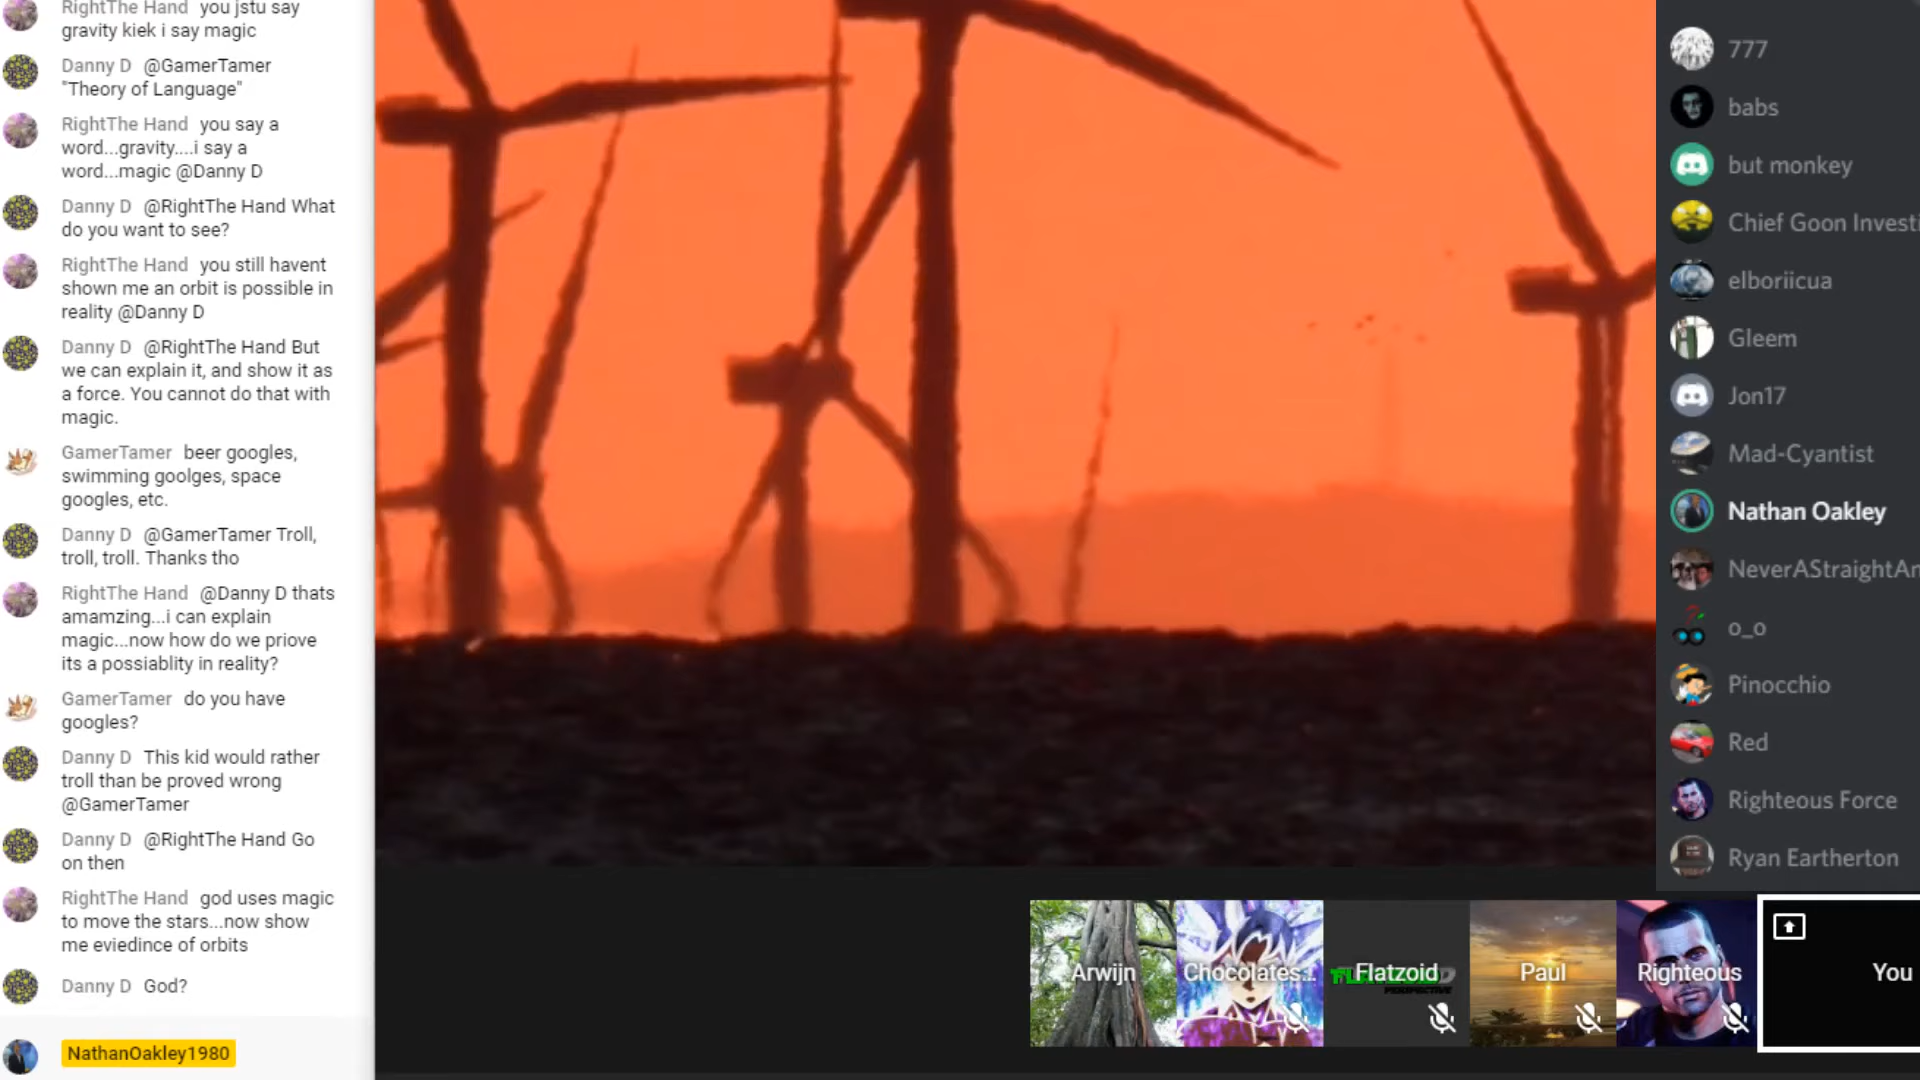 RightThe Hand you jstu say
gravity kiek i say magic
Danny D @GamerTamer
"Theory of Language"
RightThe Hand you say a
word...gravity....i say a
word...magic @Danny D
Danny D @RightThe Hand What
do you want to see?
RightThe Hand you still havent
shown me an orbit is possible in
reality @Danny D
Danny D @RightThe Hand But
we can explain it, and show it as
a force. You cannot do that with
magic.
GamerTamer beer googles,
swimming goolges, space
googles, etc.
Danny D @GamerTamer Troll,
troll, troll. Thanks tho
RightThe Hand @Danny D thats
amamzing...i can explain
magic...now how do we priove
its a possiablity in reality?
GamerTamer do you have
googles?
Danny D This kid would rather
troll than be proved wrong
@GamerTamer
Danny D @RightThe Hand Go
on then
RightThe Hand god uses magic
to move the stars...now show
me eviedince of orbits
Danny D God?
NathanOakley1980
777
babs
but monkey
Chief Goon Investi
elboriicua
Gleem
Jon17
Mad-Cyantist
Nathan Oakley
NeverAStraightAn
o_o
Pinocchio
Red
Righteous Force
Ryan Eartherton
Arwijn
Chocolates...
Flatzoid
PERSPECTIVE
Paul
Righteous
You